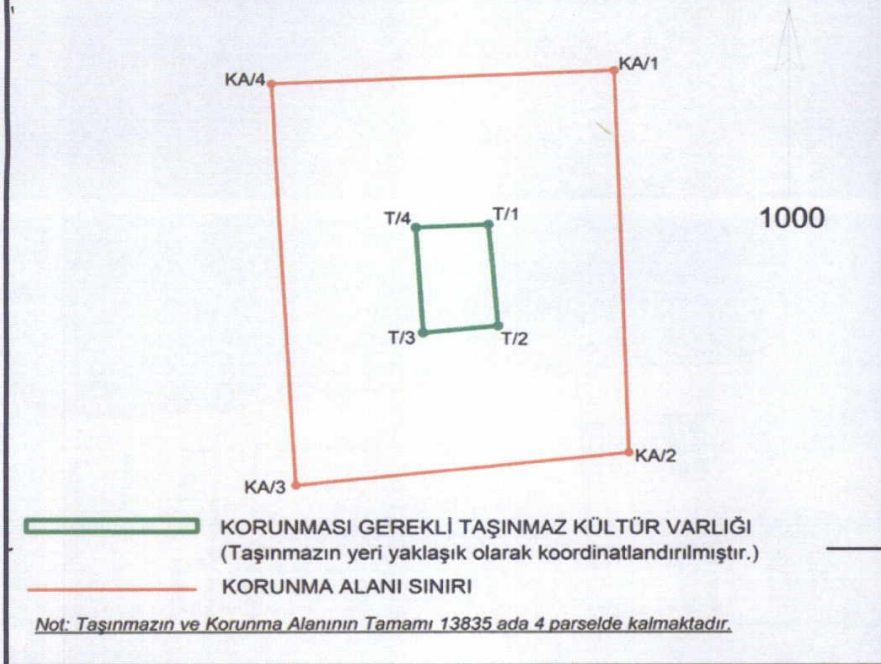 KA/4
KA/1
T/4
T/1
1000
T/3
T/2
KA/2
KA/3
KORUNMASI GEREKLİ TAŞINMAZ KÜLTÜR VARLIĞI
(Taşınmazın yeri yaklaşık olarak koordinatlandırılmıştır.)
KORUNMA ALANI SINIRI
Not: Taşınmazın ve Korunma Alanının Tamamı 13835 ada 4 parselde kalmaktadır.